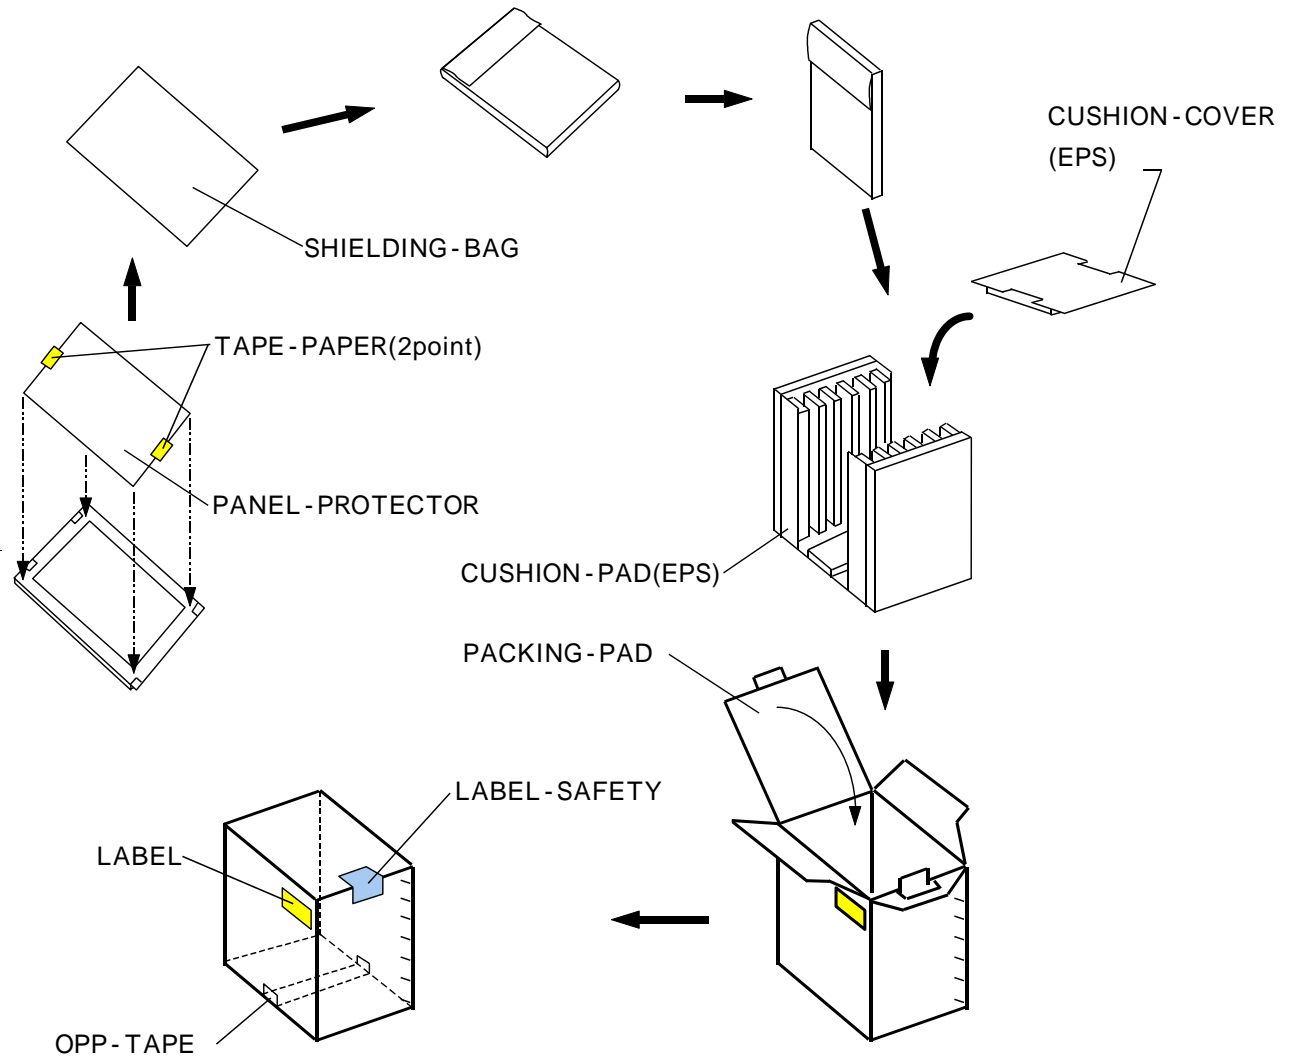 CUSHION-COVER
(EPS)
SHIELDING-BAG
TAPE-PAPER(2point)
PANEL-PROTECTOR
CUSHION-PAD(EPS)
PACKING-PAD
LABEL-SAFETY
LABEL
OPP-TAPE